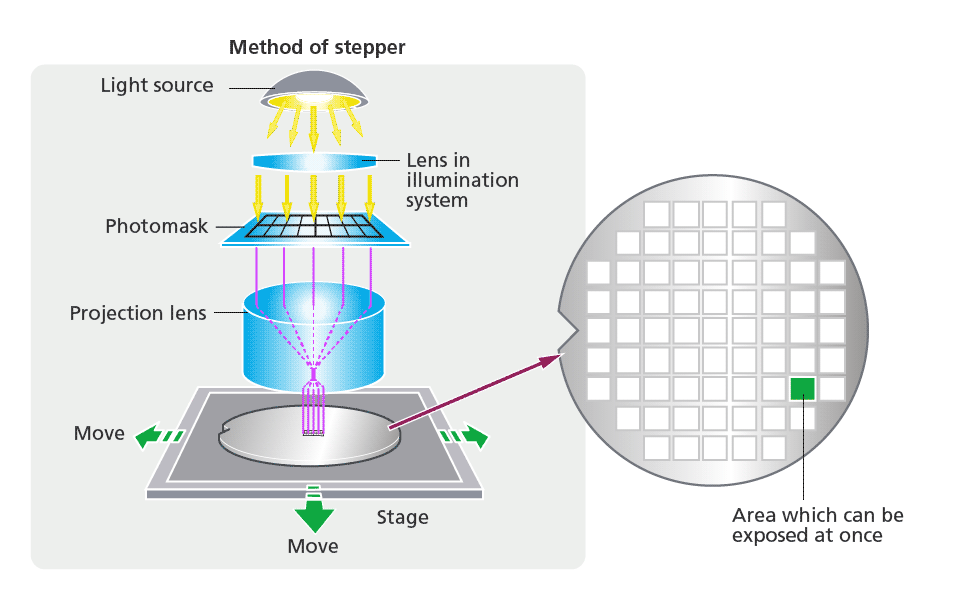 Method of stepper
Light source
Lens in
illumination
system
Photomask
Projection lens
Move
Stage
Move
Area which can be
exposed at once